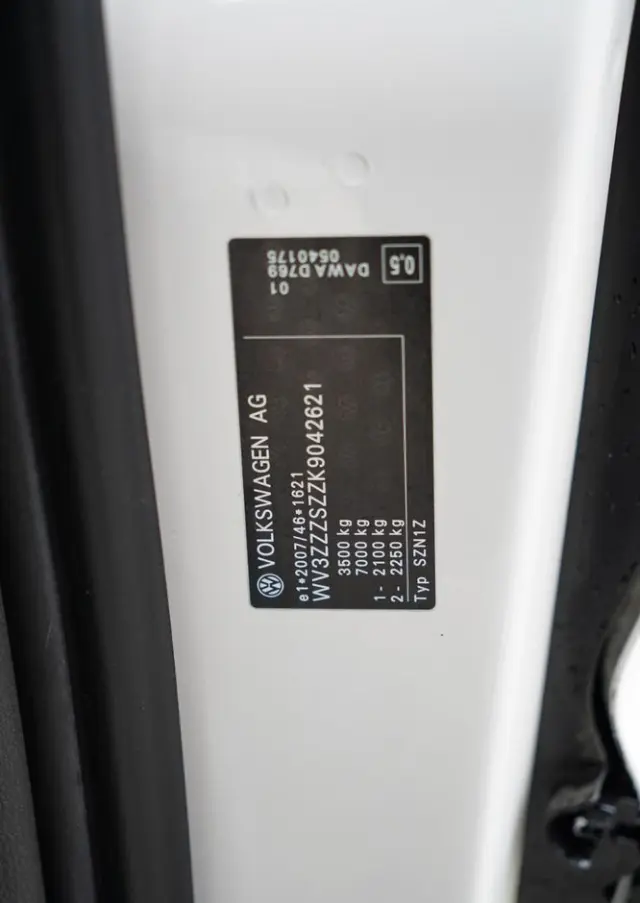 VOLKSWAGEN AG
e1*2007/46*1621
WV3ZZZSZZK9042621
3500 kg
7000 kg
1- 2100 kg
2- 2250 kg
Typ SZN1Z
01
DAWA D769
0540175
0,5